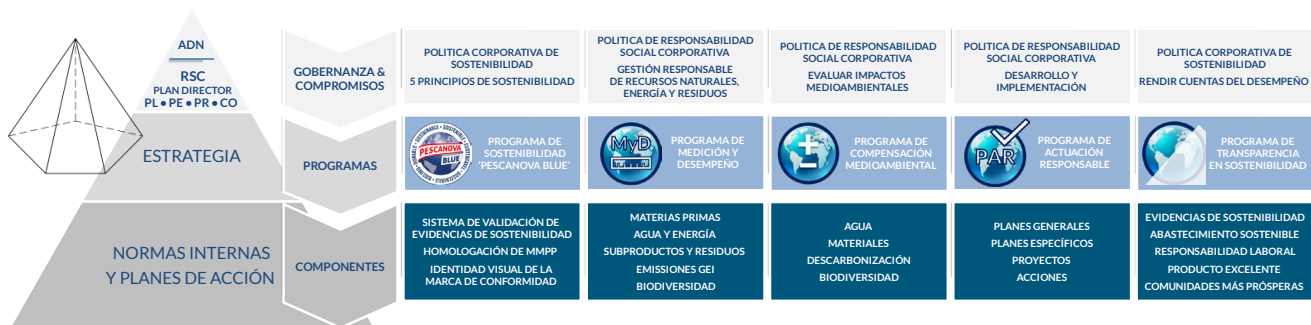 ADN
RSC
PLAN DIRECTOR
PL • PE • PR • CO
ESTRATEGIA
NORMAS INTERNAS
Y PLANES DE ACCIÓN
GOBERNANZA &
COMPROMISOS
POLITICA CORPORATIVA DE
SOSTENIBILIDAD
5 PRINCIPIOS DE SOSTENIBILIDAD
POLITICA DE RESPONSABILIDAD
SOCIAL CORPORATIVA
GESTIÓN RESPONSABLE
DE RECURSOS NATURALES,
ENERGÍA Y RESIDUOS
POLITICA DE RESPONSABILIDAD
SOCIAL CORPORATIVA
EVALUAR IMPACTOS
MEDIOAMBIENTALES
POLITICA DE RESPONSABILIDAD
SOCIAL CORPORATIVA
DESARROLLO Y
IMPLEMENTACIÓN
POLITICA CORPORATIVA DE
SOSTENIBILIDAD
RENDIR CUENTAS DEL DESEMPEÑO
PROGRAMAS
PESCANOVA
BLUE
PROGRAMA DE
SOSTENIBILIDAD
'PESCANOVA BLUE'
MyD
PROGRAMA DE
MEDICIÓN Y
DESEMPEÑO
PROGRAMA DE
COMPENSACIÓN
MEDIOAMBIENTAL
PAR
PROGRAMA DE
ACTUACIÓN
RESPONSABLE
PROGRAMA DE
TRANSPARENCIA
EN SOSTENIBILIDAD
COMPONENTES
SISTEMA DE VALIDACIÓN DE
EVIDENCIAS DE SOSTENIBILIDAD
HOMOLOGACIÓN DE MMPP
IDENTIDAD VISUAL DE LA
MARCA DE CONFORMIDAD
MATERIAS PRIMAS
AGUA Y ENERGÍA
SUBPRODUCTOS Y RESIDUOS
EMISSIONES GEI
BIODIVERSIDAD
AGUA
MATERIALES
DESCARBONIZACIÓN
BIODIVERSIDAD
PLANES GENERALES
PLANES ESPECÍFICOS
PROYECTOS
ACCIONES
EVIDENCIAS DE SOSTENIBILIDAD
ABASTECIMIENTO SOSTENIBLE
RESPONSABILIDAD LABORAL
PRODUCTO EXCELENTE
COMUNIDADES MÁS PRÓSPERAS